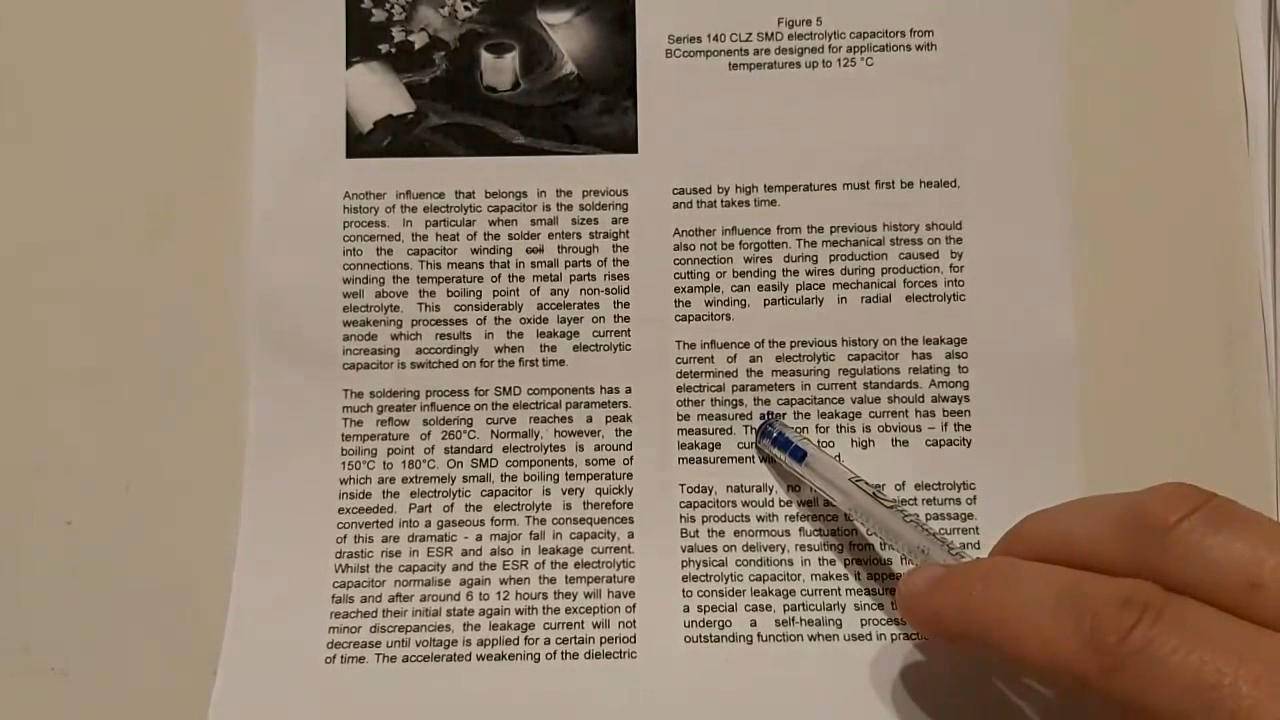 Figure 5
Series 140 CLZ SMD electrolytic capacitors from
BCcomponents are designed for applications with
temperatures up to 125 °C
Another influence that belongs in the previous
history of the electrolytic capacitor is the soldering
process. In particular when small sizes are
concerned, the heat of the solder enters straight
into the capacitor winding coil through the
connections. This means that in small parts of the
winding the temperature of the metal parts rises
well above the boiling point of any non-solid
electrolyte. This considerably accelerates the
weakening processes of the oxide layer on the
anode which results in the leakage current
increasing accordingly when the electrolytic
capacitor is switched on for the first time.
The soldering process for SMD components has a
much greater influence on the electrical parameters.
The reflow soldering curve reaches a peak
temperature of 260°C. Normally, however, the
boiling point of standard electrolytes is around
150°C to 180°C. On SMD components, some of
which are extremely small, the boiling temperature
inside the electrolytic capacitor is very quickly
exceeded. Part of the electrolyte is therefore
converted into a gaseous form. The consequences
of this are dramatic - a major fall in capacity, a
drastic rise in ESR and also in leakage current.
Whilst the capacity and the ESR of the electrolytic
capacitor normalise again when the temperature
falls and after around 6 to 12 hours they will have
reached their initial state again with the exception of
minor discrepancies, the leakage current will not
decrease until voltage is applied for a certain period
of time. The accelerated weakening of the dielectric
caused by high temperatures must first be healed,
and that takes time.
Another influence from the previous history should
also not be forgotten. The mechanical stress on the
connection wires during production caused by
cutting or bending the wires during production, for
example, can easily place mechanical forces into
the winding, particularly in radial electrolytic
capacitors.
The influence of the previous history on the leakage
current of an electrolytic capacitor has also
determined the measuring regulations relating to
electrical parameters in current standards. Among
other things, the capacitance value should always
be measured after the leakage current has been
measured. on for this is obvious – if the
leakage too high the capacity
measurement
Today, naturally, no of electrolytic
capacitors would be well returns of
his products with reference passage.
But the enormous fluctuation current
values on delivery, resulting from and
physical conditions in the previous
electrolytic capacitor, makes it
to consider leakage current
a special case, particularly since
undergo a self-healing process
outstanding function when used in